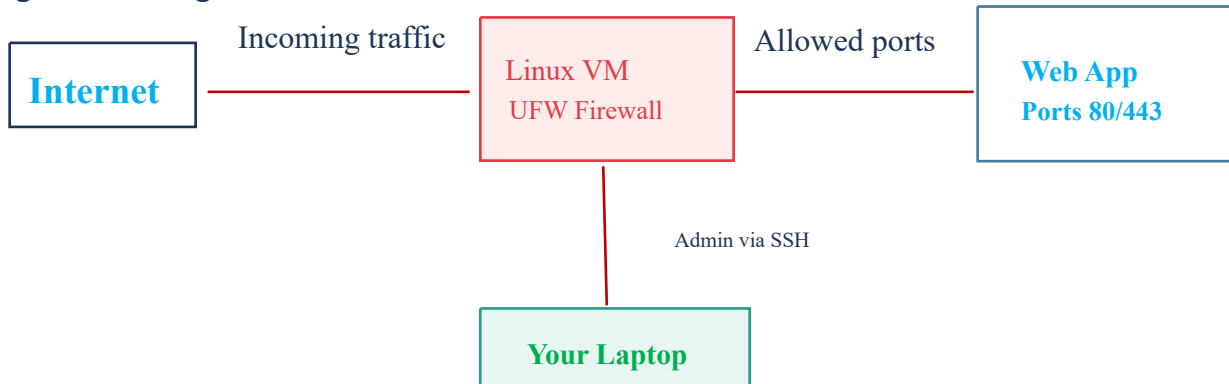 Incoming traffic
Allowed ports
Internet
Linux VM
UFW Firewall
Web App
Ports 80/443
Admin via SSH
Your Laptop